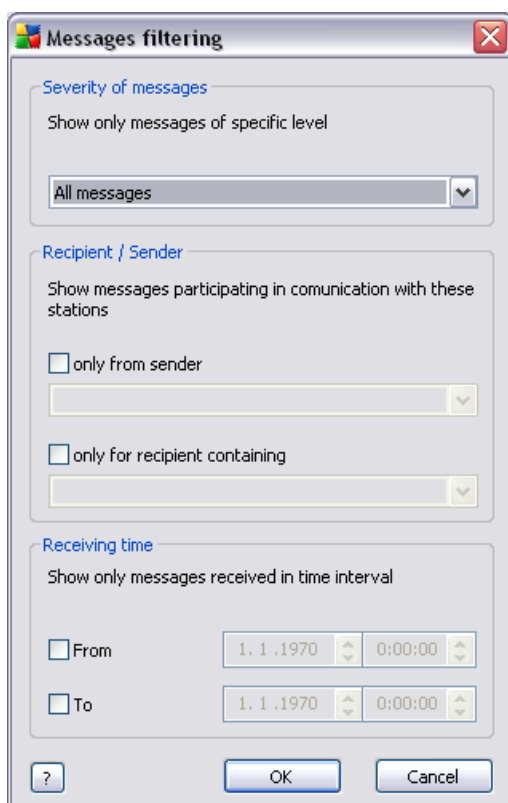 Messages filtering
Severity of messages
Show only messages of specific level
All messages
Recipient / Sender
Show messages participating in comunication with these
stations
only from sender
only for recipient containing
Receiving time
Show only messages received in time interval
From 1. 1 .1970 0:00:00
To 1. 1 .1970 0:00:00
? OK Cancel